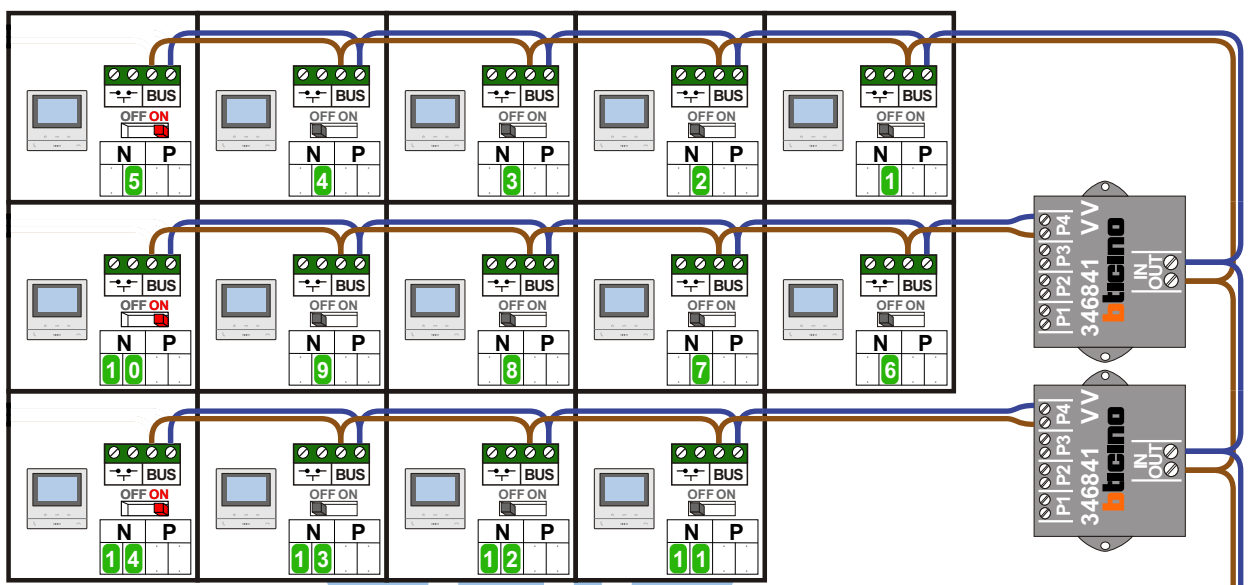 BUS BUS BUS BUS BUS
OFF ON OFF ON OFF ON OFF ON OFF ON
N P N P N P N P N P
5 4 3 2 1
P1 P2 P3 P4
346841 VV
bticino
IN
OUT
BUS BUS BUS BUS BUS
OFF ON OFF ON OFF ON OFF ON OFF ON
N P N P N P N P N P
10 9 8 7 6
P1 P2 P3 P4
346841 VV
bticino
IN
OUT
BUS BUS BUS BUS
OFF ON OFF ON OFF ON OFF ON
N P N P N P N P
14 13 12 11